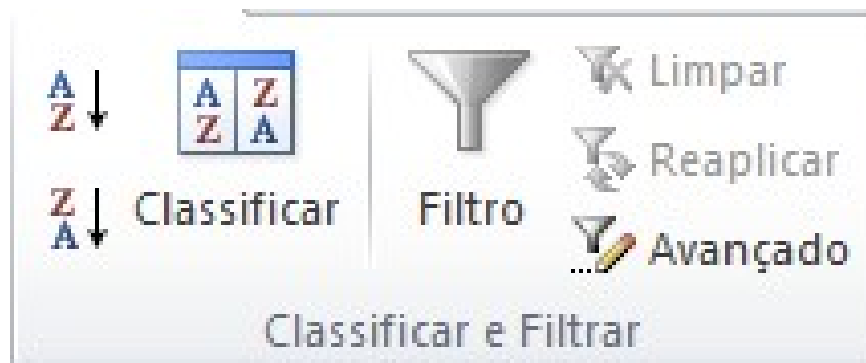 A
Z
A Z
Z A
Z
A
Classificar
Filtro
Limpar
Reaplicar
Avançado
Classificar e Filtrar